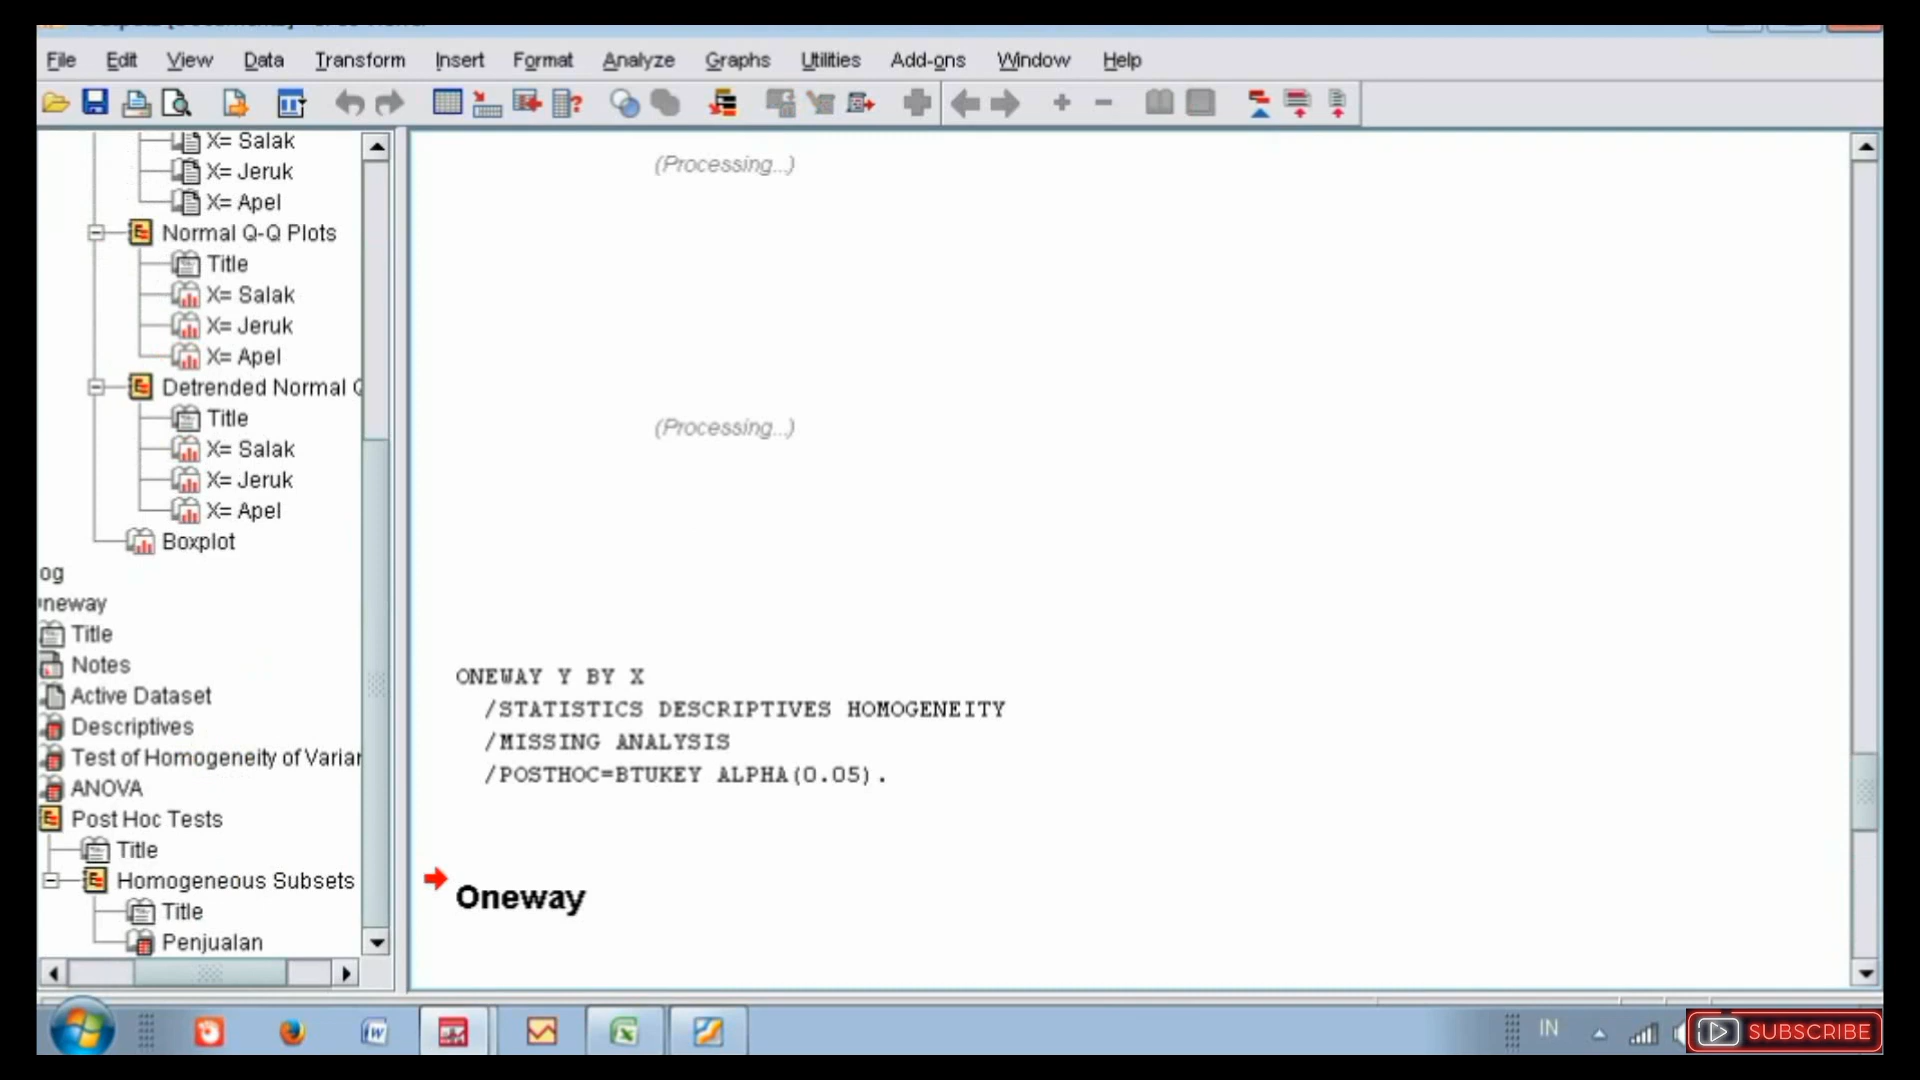 File Edit View Data Transform Insert Format Analyze Graphs Utilities Add-ons Window Help
X= Salak
X= Jeruk
X= Apel
Normal Q-Q Plots
Title
X= Salak
X= Jeruk
X= Apel
Detrended Normal Q
Title
X= Salak
X= Jeruk
X= Apel
Boxplot
og
neway
Title
Notes
Active Dataset
Descriptives
Test of Homogeneity of Varian
ANOVA
Post Hoc Tests
Title
Homogeneous Subsets
Title
Penjualan
(Processing...)
(Processing...)
ONEWAY Y BY X
/STATISTICS DESCRIPTIVES HOMOGENEITY
/MISSING ANALYSIS
/POSTHOC=BTUKEY ALPHA(0.05).
Oneway
IN
SUBSCRIBE